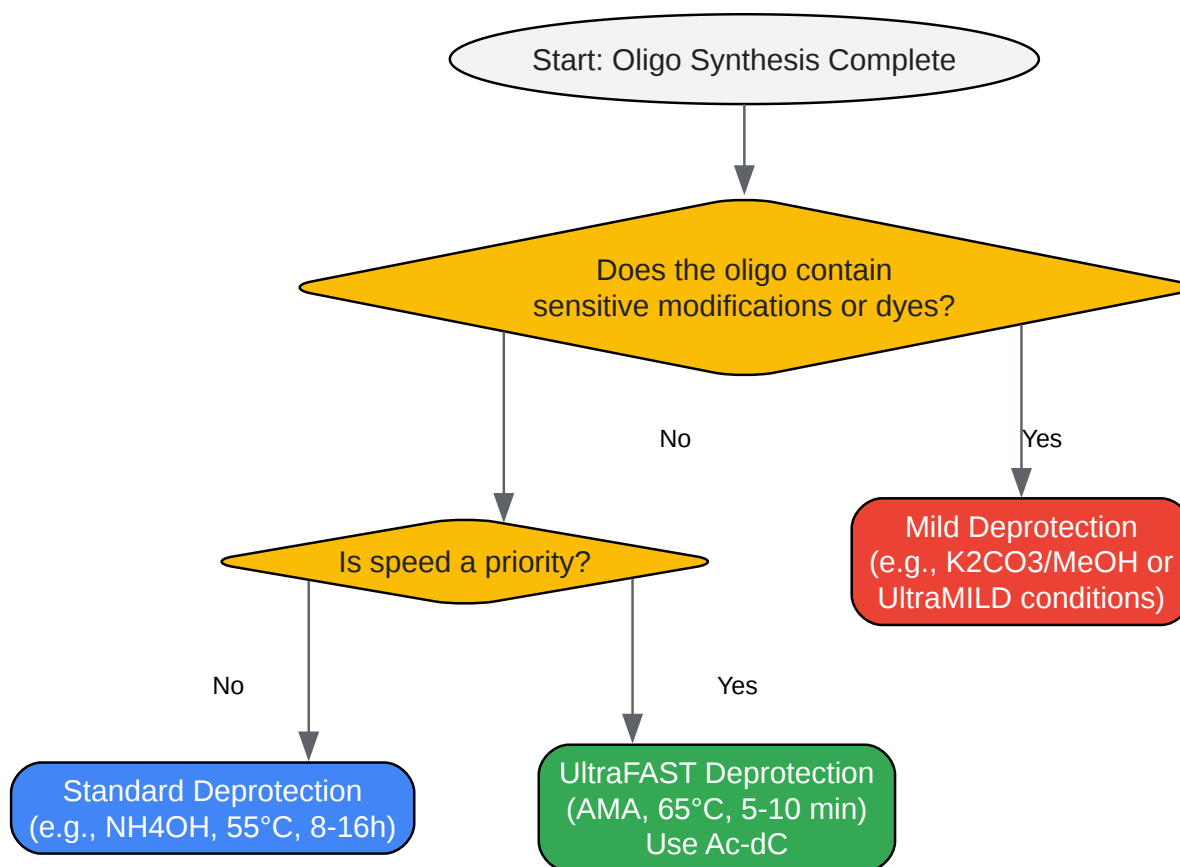 Start: Oligo Synthesis Complete
Does the oligo contain
sensitive modifications or dyes?
No
Yes
Mild Deprotection
(e.g., K2CO3/MeOH or
UltraMILD conditions)
Is speed a priority?
No
Yes
Standard Deprotection
(e.g., NH4OH, 55°C, 8-16h)
UltraFAST Deprotection
(AMA, 65°C, 5-10 min)
Use Ac-dC